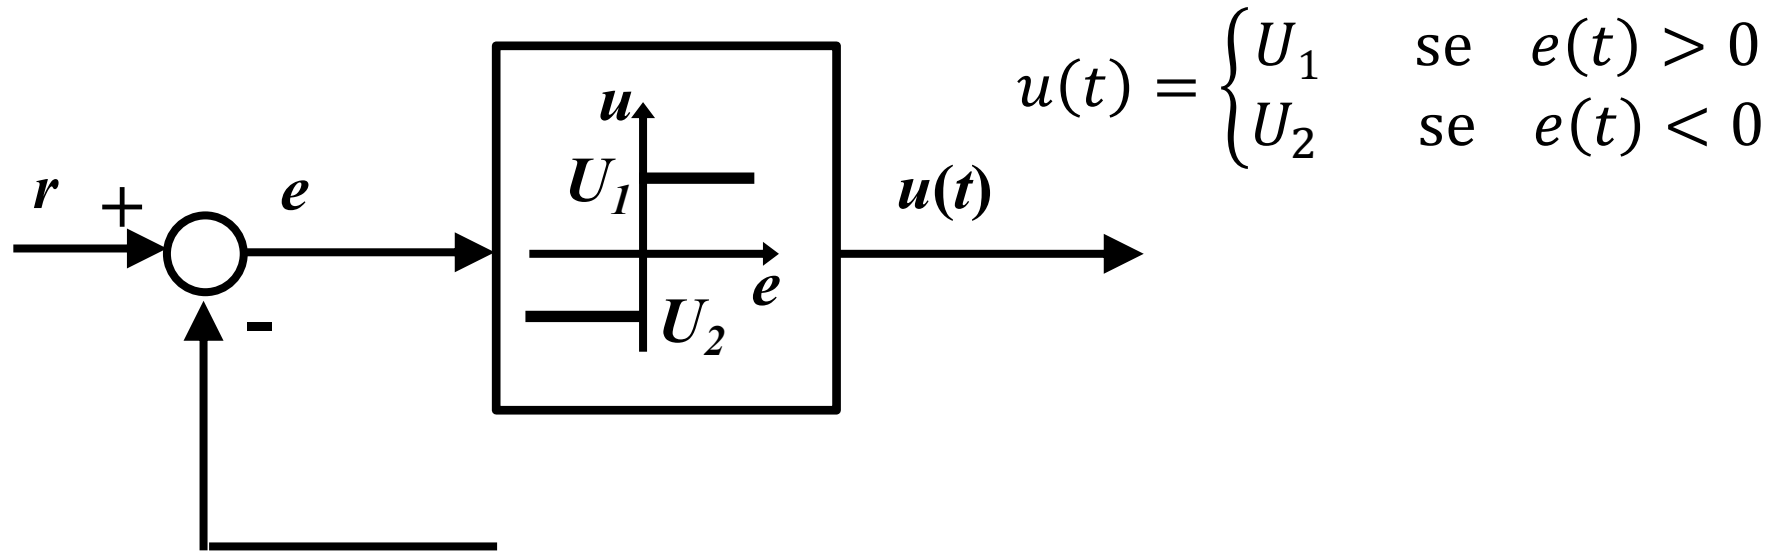 u(t) = { U₁ se e(t) > 0
U₂ se e(t) < 0
u
U₁
r + e
u(t)
e
- U₂